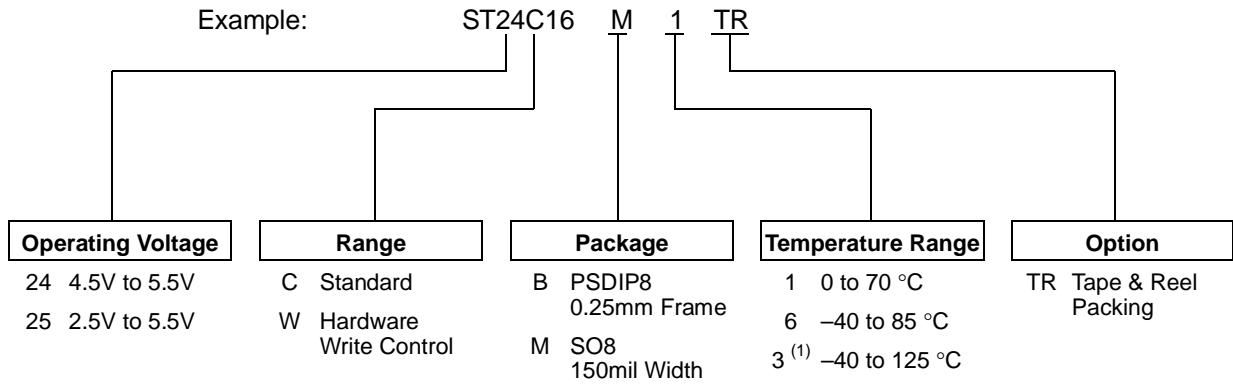 Example: ST24C16 M 1 TR
Operating Voltage
24 4.5V to 5.5V
25 2.5V to 5.5V
Range
C Standard
W Hardware
Write Control
Package
B PSDIP8
0.25mm Frame
M SO8
150mil Width
Temperature Range
1 0 to 70 °C
6 –40 to 85 °C
3 (1) –40 to 125 °C
Option
TR Tape & Reel
Packing